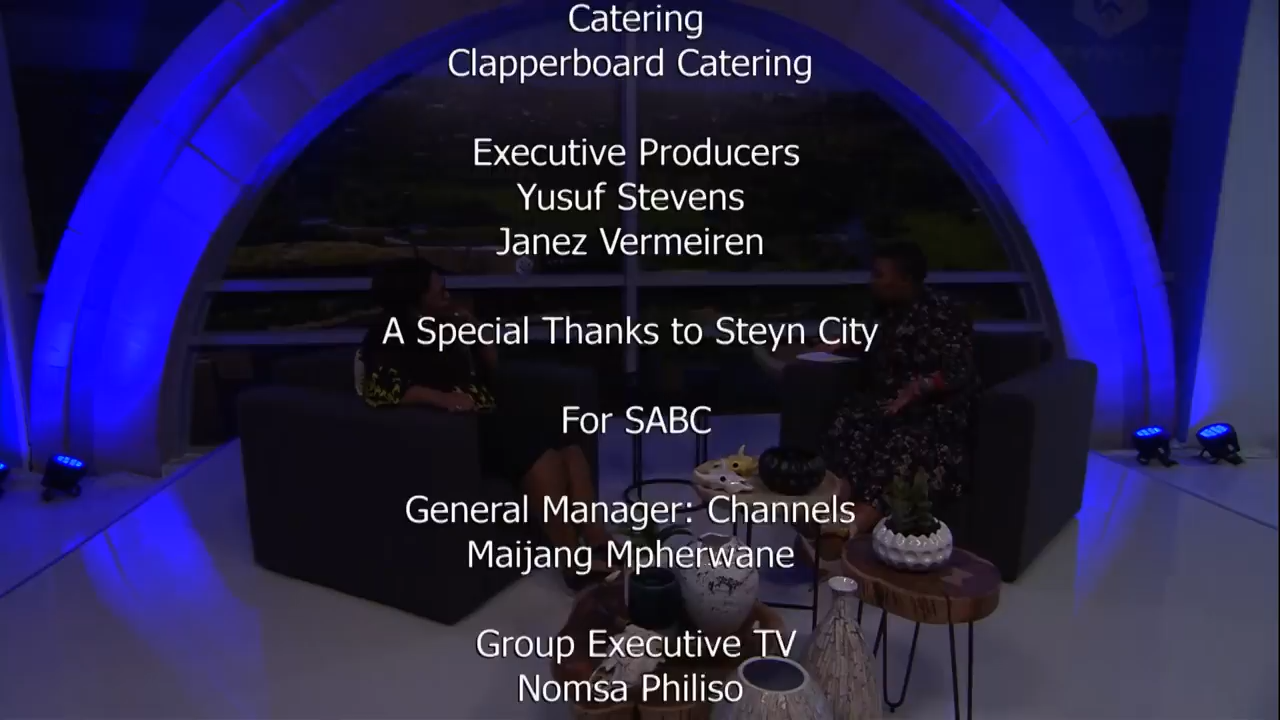 Catering
Clapperboard Catering
Executive Producers
Yusuf Stevens
Janez Vermeiren
A Special Thanks to Steyn City
For SABC
General Manager: Channels
Maijang Mpherwane
Group Executive TV
Nomsa Philiso